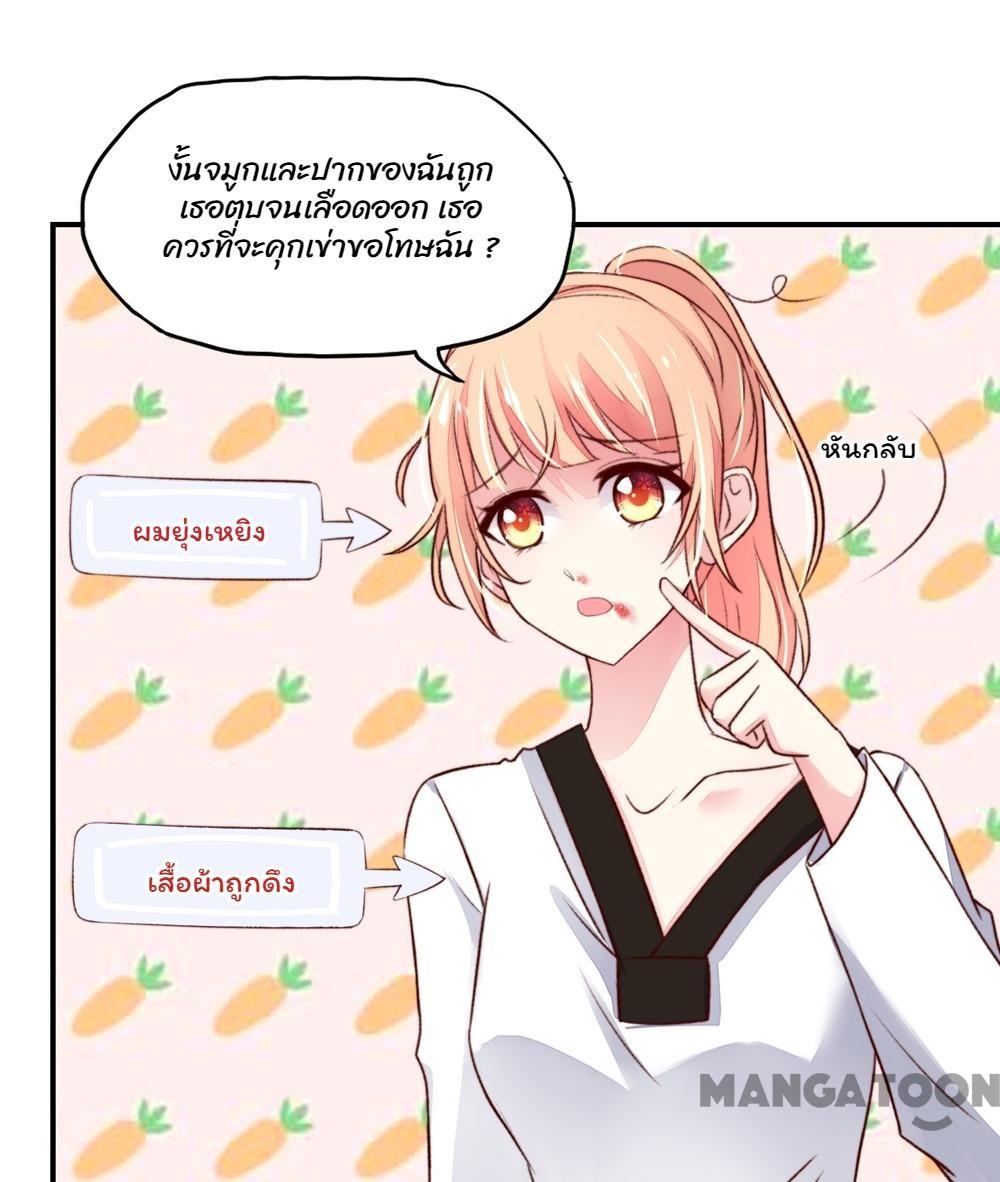 งั้นจมูกและปากของฉันถูก
เธอตบจนเลือดออก เธอ
ควรที่จะคุกเข่าขอโทษฉัน ?
หันกลับ
ผมยุ่งเหยิง
เสื้อผ้าถูกดึง
MANGATOON